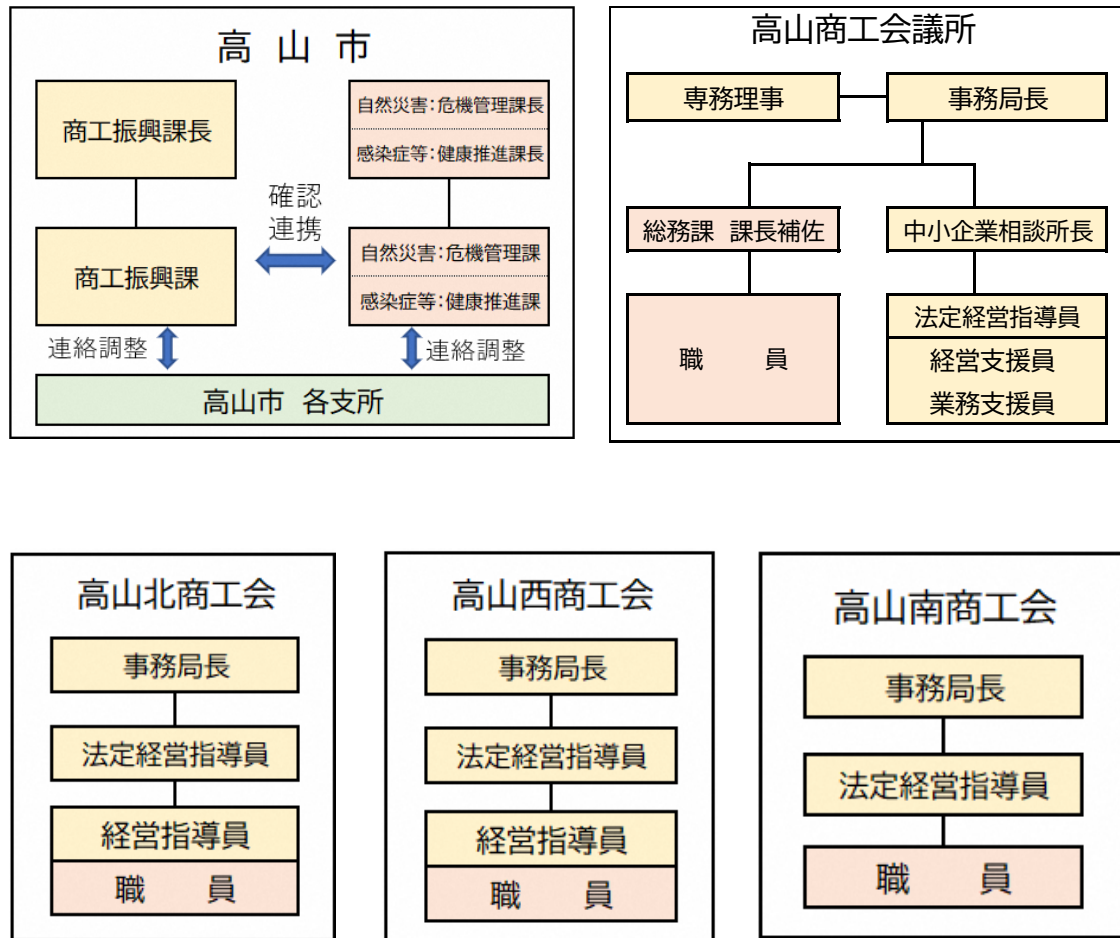 高 山 市
商工振興課長
自然災害：危機管理課長
感染症等：健康推進課長
確認
連携
商工振興課
自然災害：危機管理課
感染症等：健康推進課
連絡調整
連絡調整
高山市 各支所
高山商工会議所
専務理事
事務局長
総務課 課長補佐
中小企業相談所長
職 員
法定経営指導員
経営支援員
業務支援員
高山北商工会
事務局長
法定経営指導員
経営指導員
職 員
高山西商工会
事務局長
法定経営指導員
経営指導員
職 員
高山南商工会
事務局長
法定経営指導員
職 員